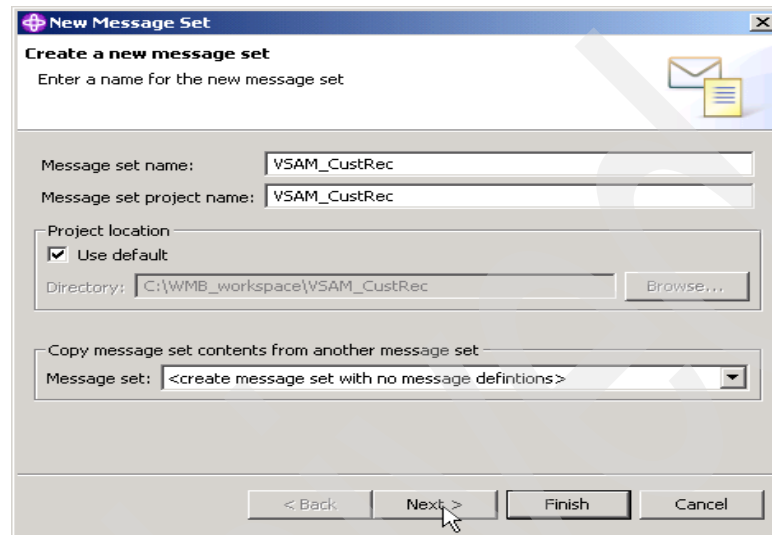 New Message Set
Create a new message set
Enter a name for the new message set
Message set name: VSAM_CustRec
Message set project name: VSAM_CustRec
Project location
Use default
Directory: C:\WMB_workspace\VSAM_CustRec Browse...
Copy message set contents from another message set
Message set: <create message set with no message defintions>
< Back Next > Finish Cancel